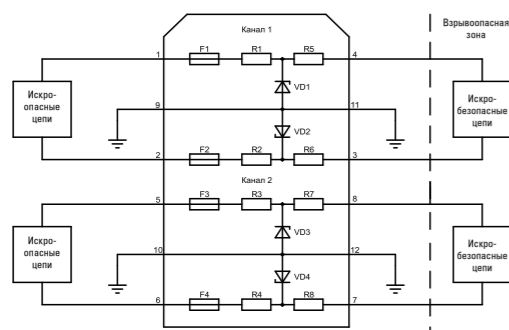 Канал 1
Взрывоопасная
зона
1 F1 R1 R5 4
Искро-
опасные
цепи
VD1
Искро-
безопасные
цепи
9 11
VD2
2 F2 R2 R6 3
Канал 2
5 F3 R3 R7 8
Искро-
опасные
цепи
VD3
Искро-
безопасные
цепи
10 12
VD4
6 F4 R4 R8 7